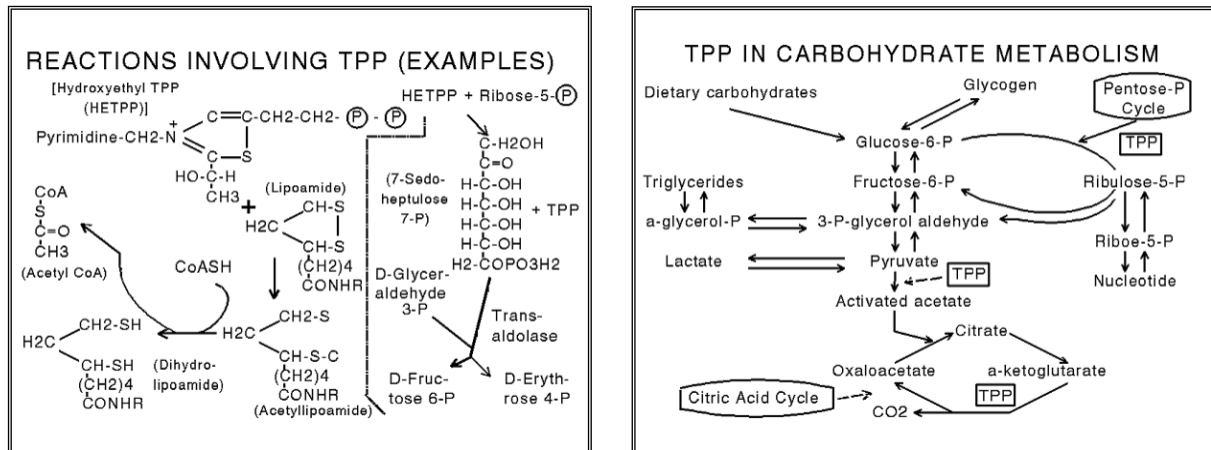 REACTIONS INVOLVING TPP (EXAMPLES)
[Hydroxyethyl TPP
(HETPP)]
Pyrimidine-CH2-N
+
S
CH2-CH2- P - P
C
HO-C-H
CH3
+
(Lipoamide)
CH-S
H2C
CH-S
(CH2)4
CONHR
CoA
S
C=O
CH3
(Acetyl CoA)
CoASH
CH2-SH
H2C
CH-SH
(CH2)4
CONHR
(Dihydro-
lipoamide)
CH2-S
H2C
CH-S-C
(CH2)4
CONHR
(Acetyllipoamide)
HETPP + Ribose-5- P
C-H2OH
C=O
H-C-OH
H-C-OH
H-C-OH
H-C-OH
H2-COPO3H2
(7-Sedo-
heptulose
7-P)
+ TPP
D-Glycer-
aldehyde
3-P
Trans-
aldolase
D-Fruc-
tose 6-P
D-Eryth-
rose 4-P
TPP IN CARBOHYDRATE METABOLISM
Dietary carbohydrates
Glycogen
Pentose-P
Cycle
Glucose-6-P
TPP
Triglycerides
Fructose-6-P
Ribulose-5-P
a-glycerol-P
3-P-glycerol aldehyde
Riboe-5-P
Lactate
Pyruvate
TPP
Nucleotide
Activated acetate
Citrate
Oxaloacetate
a-ketoglutarate
Citric Acid Cycle
CO2
TPP